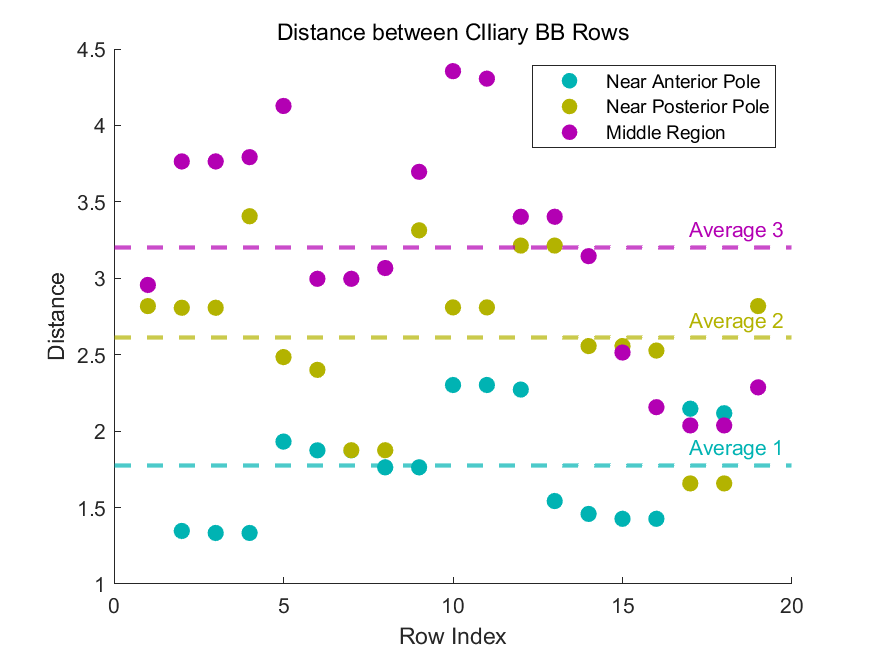 Distance between CIliary BB Rows
4.5
4
3.5
3
2.5
2
1.5
1
Distance
Near Anterior Pole
Near Posterior Pole
Middle Region
Average 3
Average 2
Average 1
0
5
10
15
20
Row Index